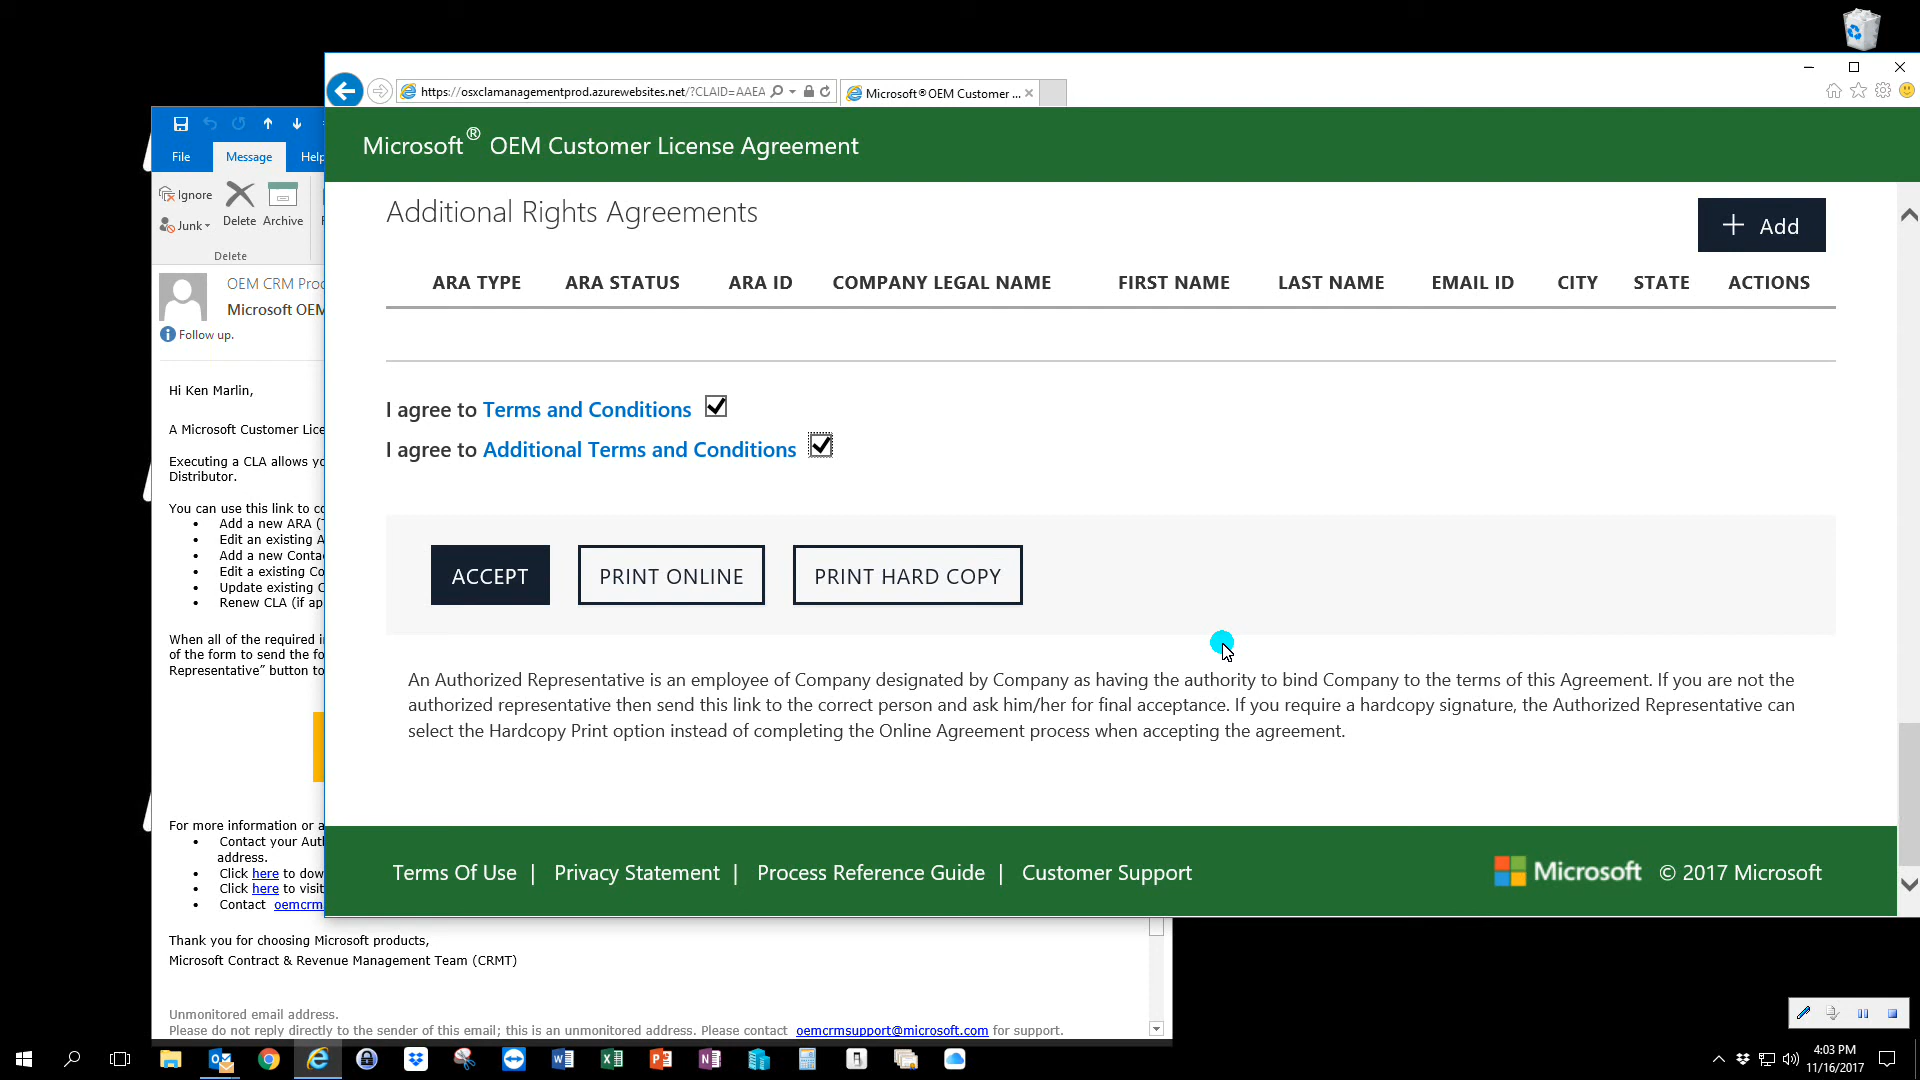 https://osxclamanagementprod.azurewebsites.net/?CLAID=AAEA
Microsoft® OEM Customer ...
Microsoft® OEM Customer License Agreement
File
Message
Help
Ignore
Junk
Delete
Archive
Delete
OEM CRM
Microsoft OEM
Follow up.
Hi Ken Marlin,
A Microsoft Customer
Executing a CLA allows
Distributor.
You can use this link to
• Add a new ARA
• Edit an existing
• Add a new
• Edit a existing
• Update existing
• Renew CLA (if
When all of the required
of the form to send the
Representative” button to
For more information or
• Contact your
address.
• Click here to
• Click here to visit
• Contact
Thank you for choosing Microsoft products,
Microsoft Contract & Revenue Management Team (CRMT)
Unmonitored email address.
Please do not reply directly to the sender of this email; this is an unmonitored address. Please contact oemcrmsupport@microsoft.com for support.
Additional Rights Agreements
+ Add
ARA TYPE ARA STATUS ARA ID COMPANY LEGAL NAME FIRST NAME LAST NAME EMAIL ID CITY STATE ACTIONS
I agree to Terms and Conditions
I agree to Additional Terms and Conditions
ACCEPT PRINT ONLINE PRINT HARD COPY
An Authorized Representative is an employee of Company designated by Company as having the authority to bind Company to the terms of this Agreement. If you are not the
authorized representative then send this link to the correct person and ask him/her for final acceptance. If you require a hardcopy signature, the Authorized Representative can
select the Hardcopy Print option instead of completing the Online Agreement process when accepting the agreement.
Terms Of Use | Privacy Statement | Process Reference Guide | Customer Support
Microsoft © 2017 Microsoft
4:03 PM
11/16/2017